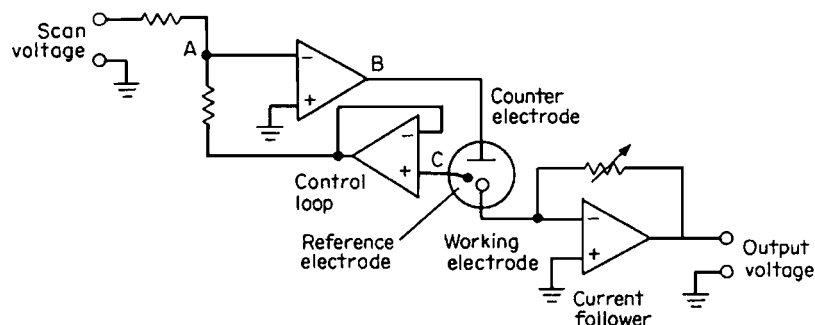 Scan
voltage
A
B
Counter
electrode
C
Control
loop
Reference
electrode
Working
electrode
Output
voltage
Current
follower
−
+
−
+
−
+